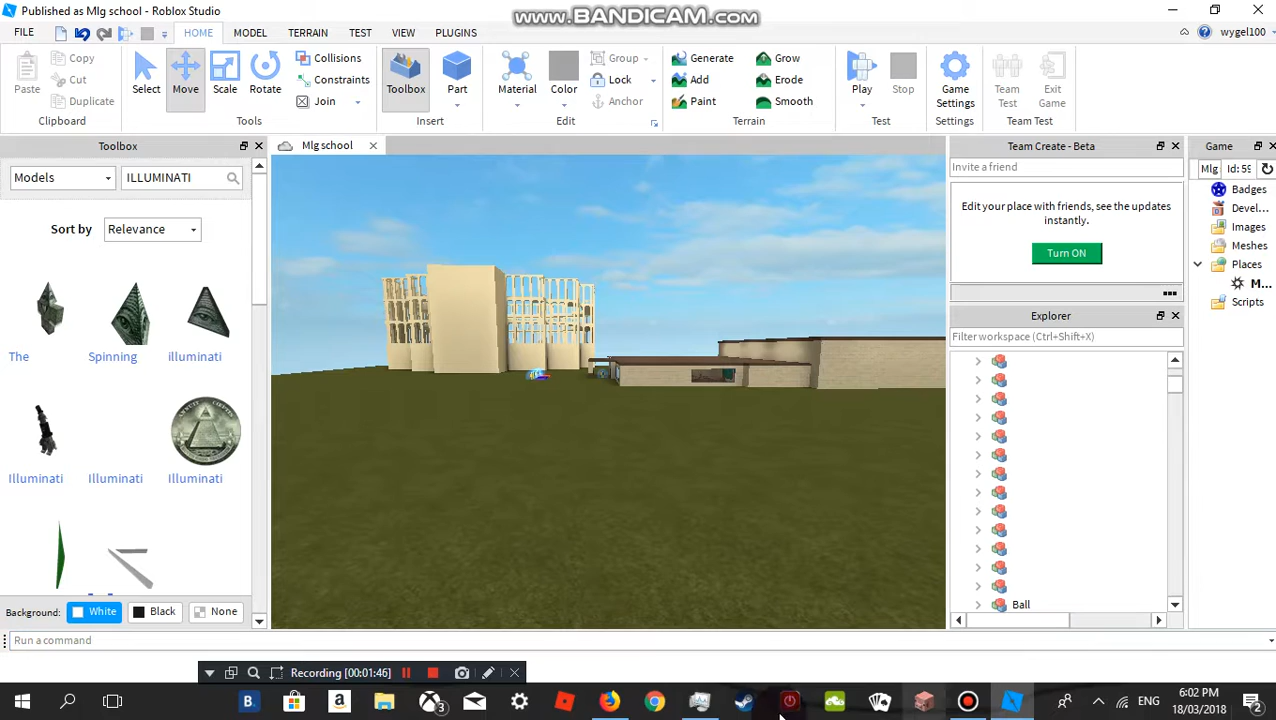 Published as Mlg school - Roblox Studio
www.BANDICAM.com
FILE HOME MODEL TERRAIN TEST VIEW PLUGINS wygel100
Paste Copy Cut Duplicate Clipboard
Select Move Scale Rotate Collisions Constraints Join Tools
Toolbox Part Insert
Material Color Group Lock Anchor Edit
Generate Add Paint Grow Erode Smooth Terrain
Play Stop Test
Game Settings Settings
Team Test Exit Game Team Test
Toolbox
Models ILLUMINATI
Sort by Relevance
The Spinning illuminati
Illuminati Illuminati Illuminati
Background: White Black None
Mlg school
Team Create - Beta
Invite a friend
Edit your place with friends, see the updates
instantly.
Turn ON
Explorer
Filter workspace (Ctrl+Shift+X)
Ball
Game
Mlg Id: 59
Badges
Devel...
Images
Meshes
Places
M...
Scripts
Run a command
Recording [00:01:46]
B. 3 ENG 6:02 PM
18/03/2018 2